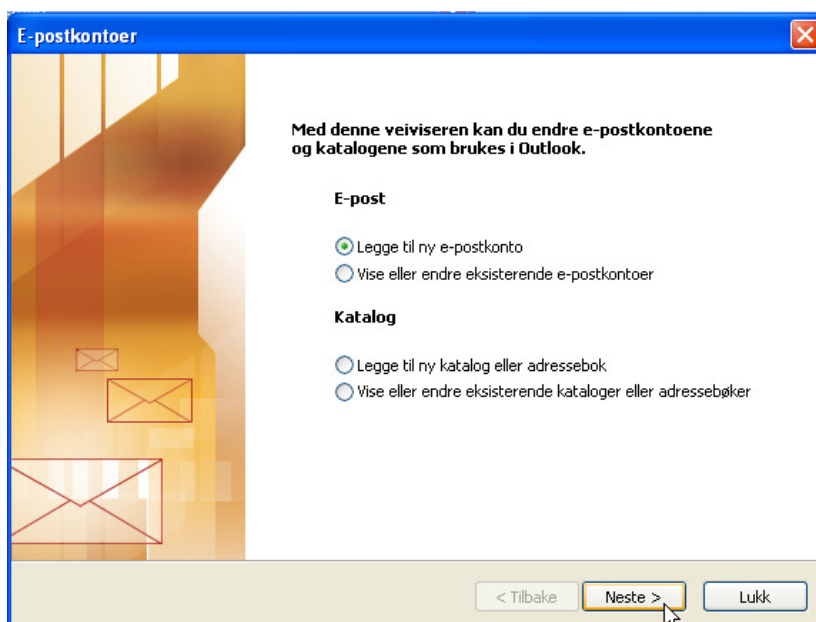 E-postkontoer
Med denne veiviseren kan du endre e-postkontoene
og katalogene som brukes i Outlook.
E-post
Legge til ny e-postkonto
Vise eller endre eksisterende e-postkontoer
Katalog
Legge til ny katalog eller adressebok
Vise eller endre eksisterende kataloger eller adressebøker
< Tilbake
Neste >
Lukk